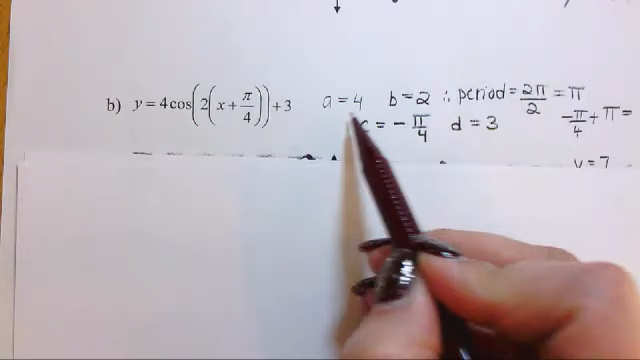 b) y = 4cos(2(x + π/4)) + 3   a = 4   b = 2 ∴ period = 2π/2 = π
c = -π/4   d = 3   -π/4 + π =
y = 7